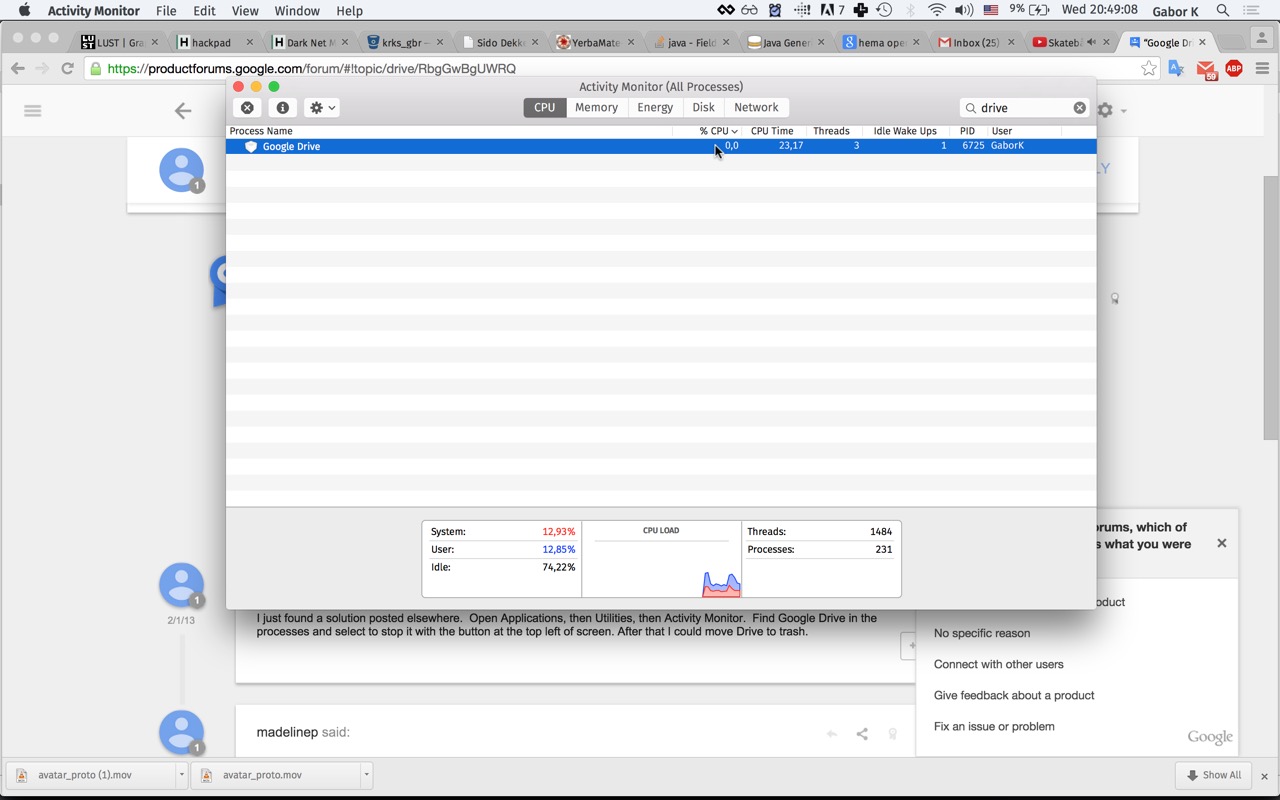 Activity Monitor File Edit View Window Help 7 9% Wed 20:49:08 Gabor K
LUST | Gra hackpad Dark Net M krks_gbr – Sido Dekk YerbaMate java - Field Java Gener hema ope Inbox (25) Skateb "Google Dr
https://productforums.google.com/forum/#!topic/drive/RbgGwBgUWRQ 59 ABP
Activity Monitor (All Processes)
CPU Memory Energy Disk Network drive
Process Name % CPU CPU Time Threads Idle Wake Ups PID User
Google Drive 0,0 23,17 3 1 6725 GaborK
1
LY
System: 12,93% CPU LOAD Threads: 1484
User: 12,85% Processes: 231
Idle: 74,22%
orums, which of
s what you were
oduct
1
2/1/13
I just found a solution posted elsewhere. Open Applications, then Utilities, then Activity Monitor. Find Google Drive in the
processes and select to stop it with the button at the top left of screen. After that I could move Drive to trash.
No specific reason
Connect with other users
Give feedback about a product
Fix an issue or problem
Google
madelinep said:
1
avatar_proto (1).mov avatar_proto.mov Show All